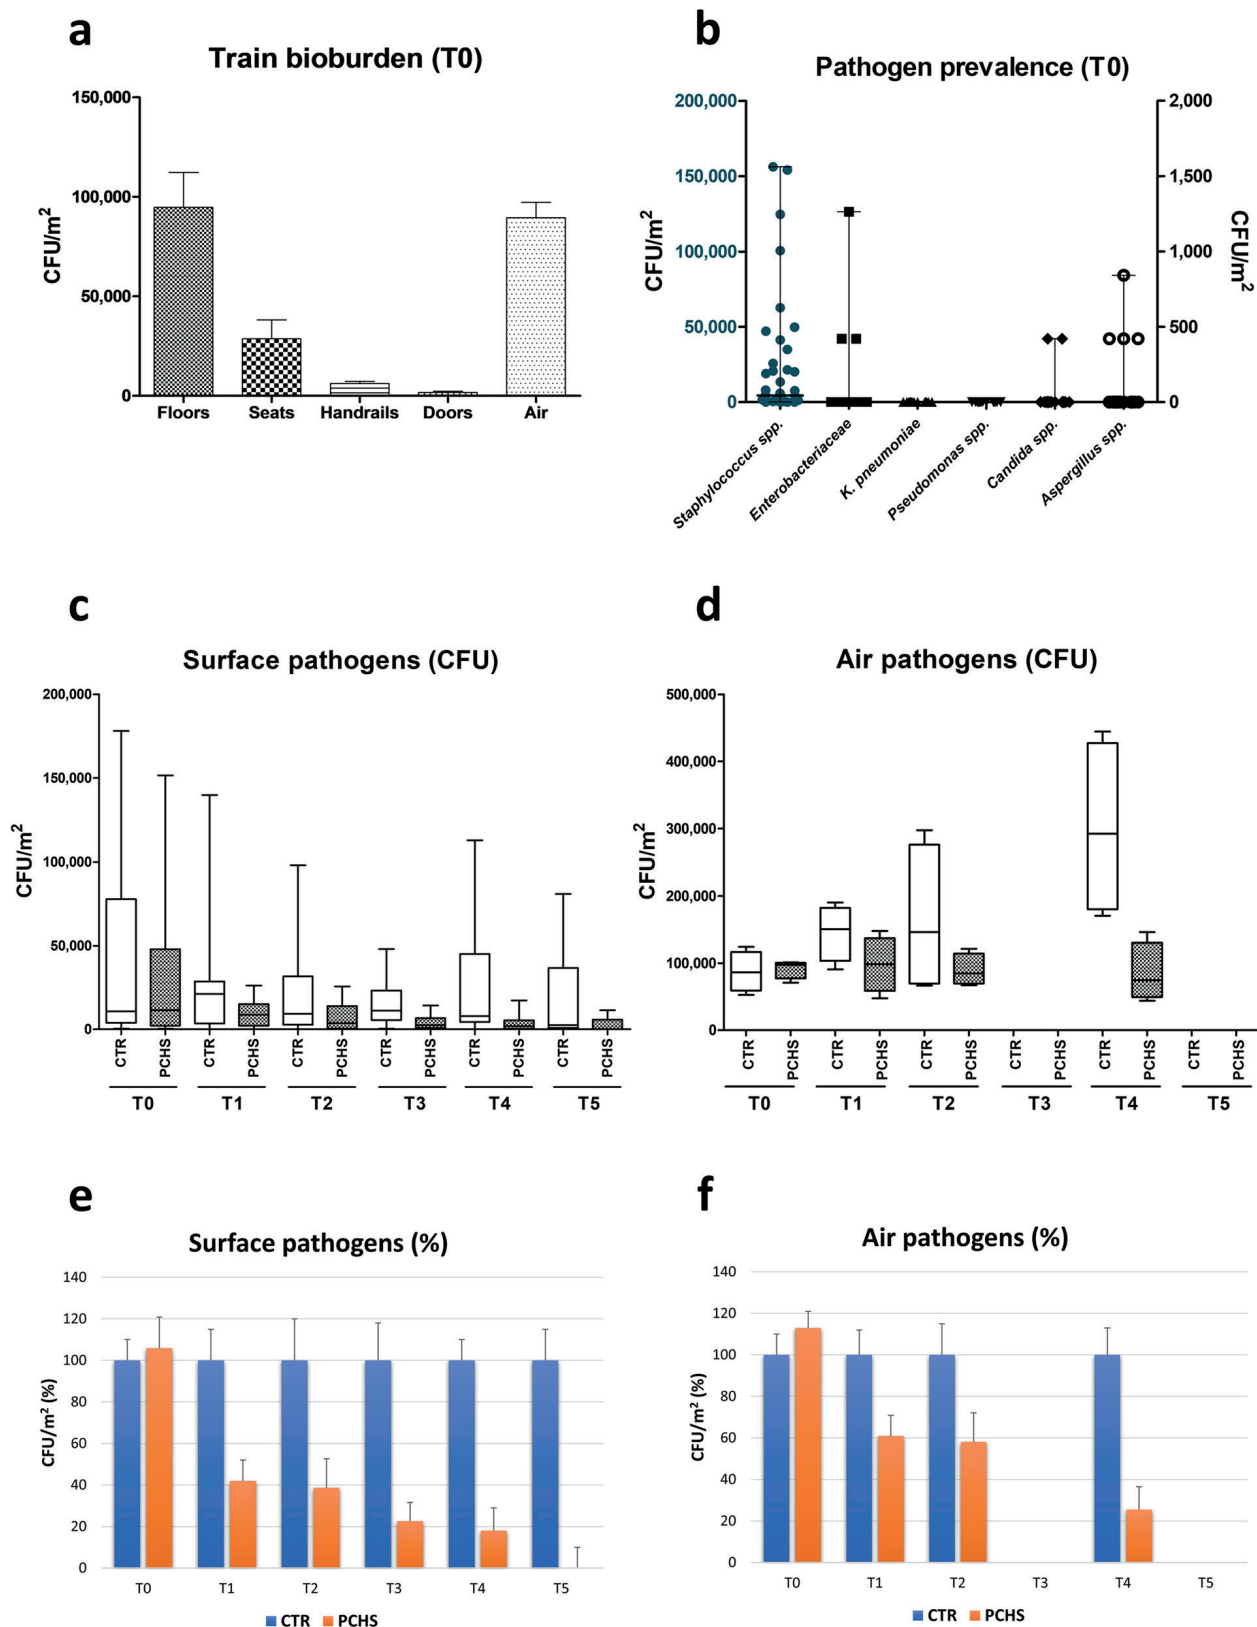 a
Train bioburden (T0)
CFU/m²
150,000
100,000
50,000
0
Floors Seats Handrails Doors Air
b
Pathogen prevalence (T0)
CFU/m²
200,000
150,000
100,000
50,000
0
2,000
1,500
1,000
500
0
CFU/m²
Staphylococcus spp.
Enterobacteriaceae
K. pneumoniae
Pseudomonas spp.
Candida spp.
Aspergillus spp.
c
Surface pathogens (CFU)
CFU/m²
200,000
150,000
100,000
50,000
0
CTR PCHS CTR PCHS CTR PCHS CTR PCHS CTR PCHS CTR PCHS
T0 T1 T2 T3 T4 T5
d
Air pathogens (CFU)
CFU/m²
500,000
400,000
300,000
200,000
100,000
0
CTR PCHS CTR PCHS CTR PCHS CTR PCHS CTR PCHS CTR PCHS
T0 T1 T2 T3 T4 T5
e
Surface pathogens (%)
CFU/m² (%)
140
120
100
80
60
40
20
0
T0 T1 T2 T3 T4 T5
CTR PCHS
f
Air pathogens (%)
CFU/m² (%)
140
120
100
80
60
40
20
0
T0 T1 T2 T3 T4 T5
CTR PCHS